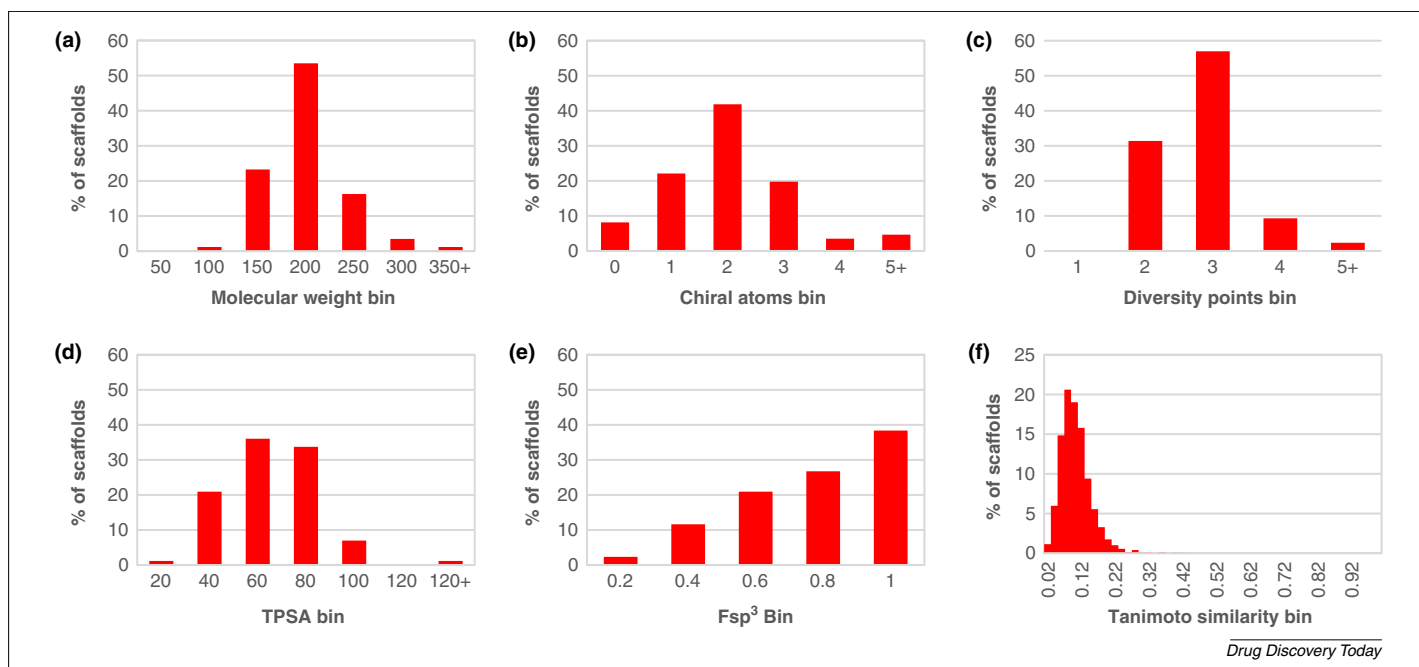 (a)
% of scaffolds
60
50
40
30
20
10
0
50 100 150 200 250 300 350+
Molecular weight bin
(b)
% of scaffolds
60
50
40
30
20
10
0
0 1 2 3 4 5+
Chiral atoms bin
(c)
% of scaffolds
60
50
40
30
20
10
0
1 2 3 4 5+
Diversity points bin
(d)
% of scaffolds
60
50
40
30
20
10
0
20 40 60 80 100 120 120+
TPSA bin
(e)
% of scaffolds
60
50
40
30
20
10
0
0.2 0.4 0.6 0.8 1
Fsp³ Bin
(f)
% of scaffolds
25
20
15
10
5
0
0.02 0.12 0.22 0.32 0.42 0.52 0.62 0.72 0.82 0.92
Tanimoto similarity bin
Drug Discovery Today